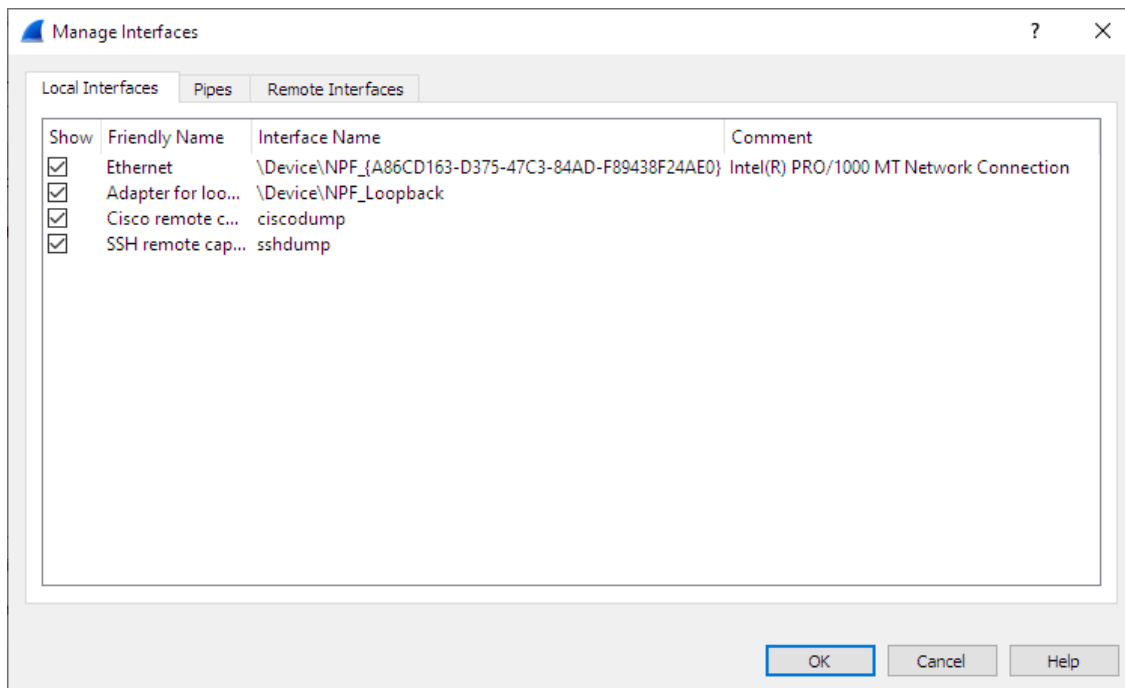 Manage Interfaces ?
Local Interfaces Pipes Remote Interfaces
Show Friendly Name Interface Name Comment
Ethernet \Device\NPF_{A86CD163-D375-47C3-84AD-F89438F24AE0} Intel(R) PRO/1000 MT Network Connection
Adapter for loo... \Device\NPF_Loopback
Cisco remote c... ciscodump
SSH remote cap... sshdump
OK Cancel Help